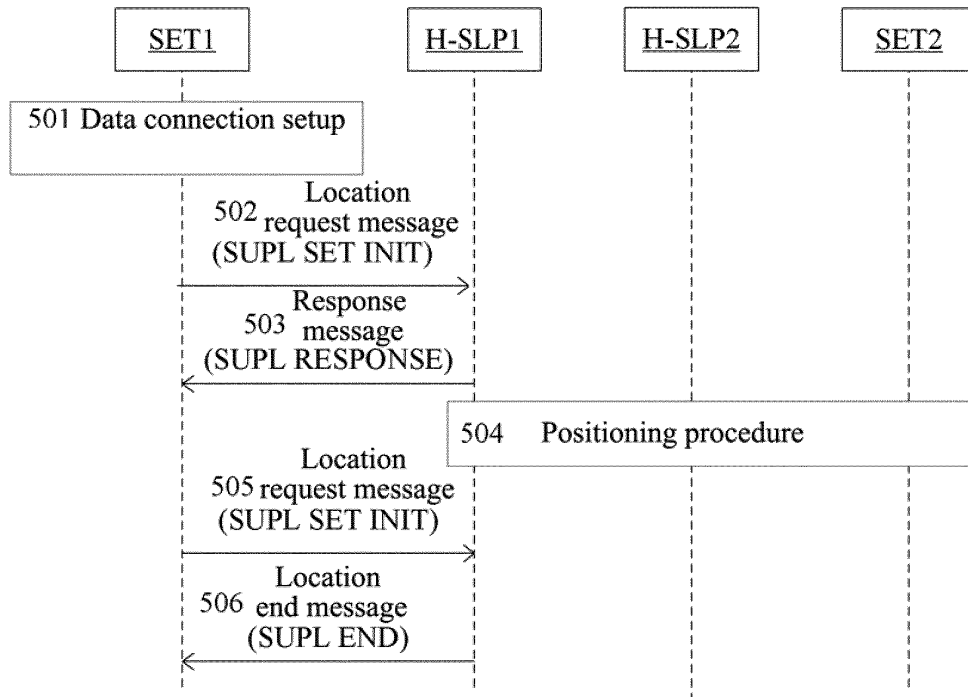 SET1
H-SLP1
H-SLP2
SET2
501 Data connection setup
Location
502 request message
(SUPL SET INIT)
Response
503 message
(SUPL RESPONSE)
504 Positioning procedure
Location
505 request message
(SUPL SET INIT)
Location
506 end message
(SUPL END)